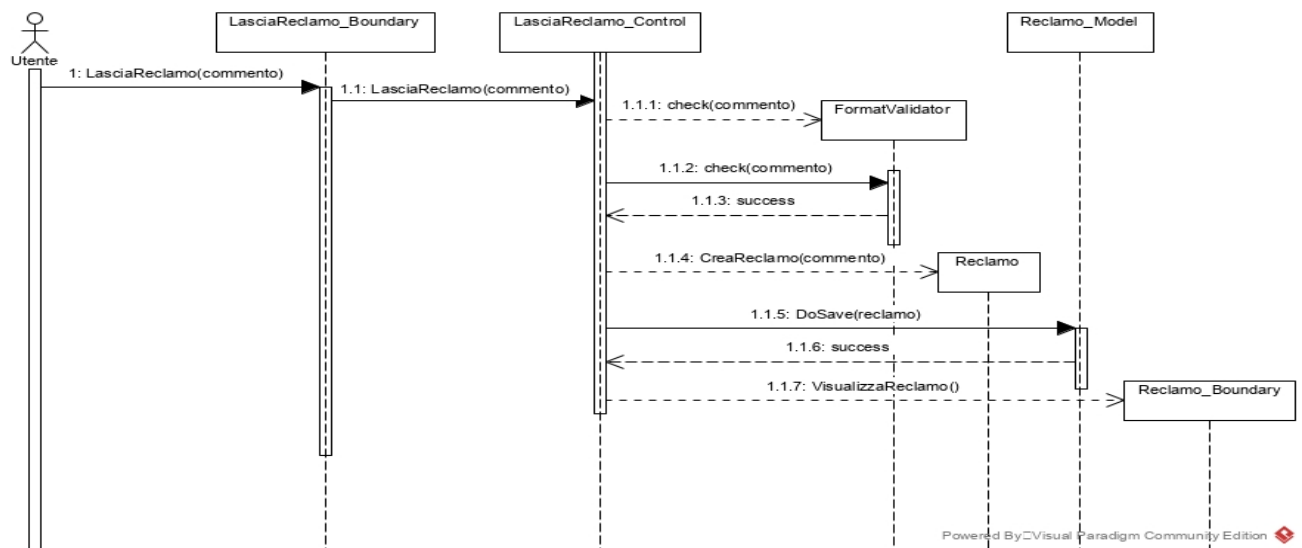 LasciaReclamo_Boundary
LasciaReclamo_Control
Reclamo_Model
Utente
1: LasciaReclamo(commento)
1.1: LasciaReclamo(commento)
1.1.1: check(commento)
FormatValidator
1.1.2: check(commento)
1.1.3: success
1.1.4: CreaReclamo(commento)
Reclamo
1.1.5: DoSave(reclamo)
1.1.6: success
1.1.7: VisualizzaReclamo()
Reclamo_Boundary
Powered By□Visual Paradigm Community Edition